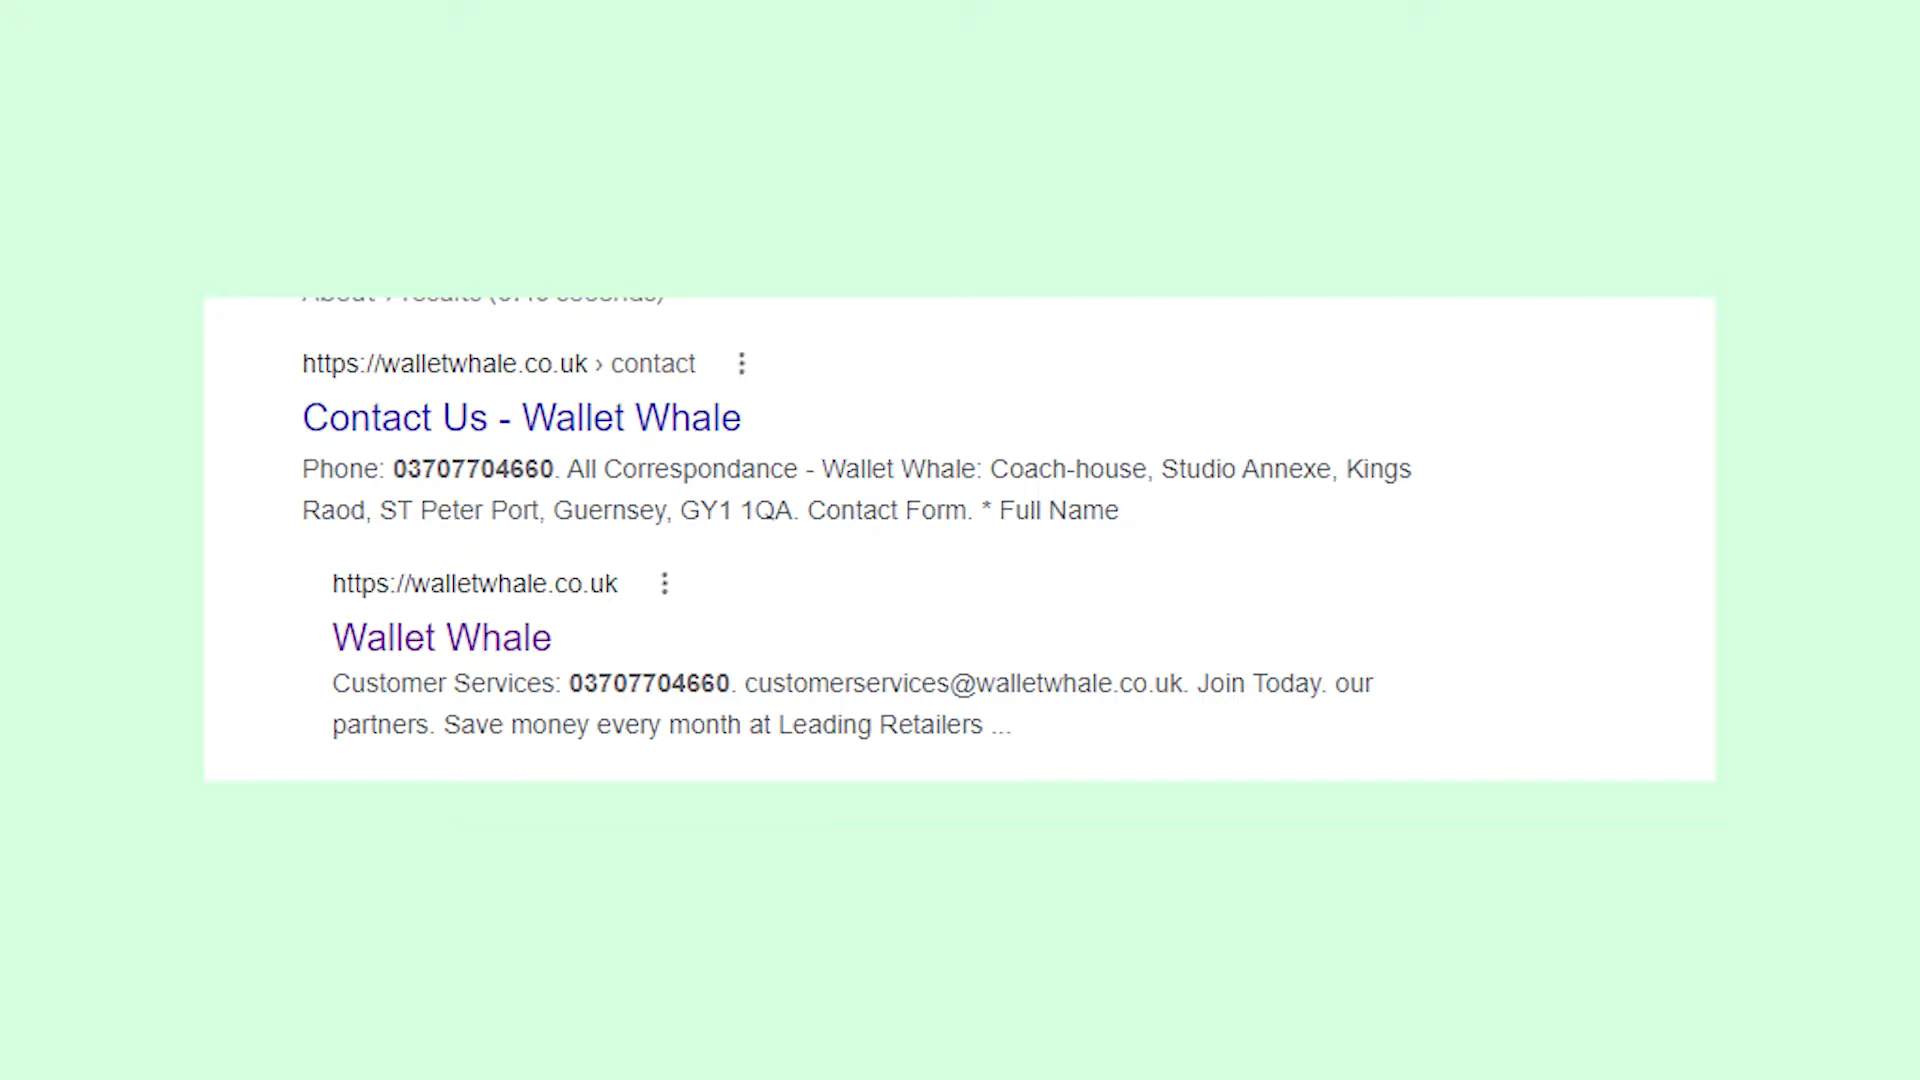 https://walletwhale.co.uk › contact
Contact Us - Wallet Whale
Phone: 03707704660. All Correspondance - Wallet Whale: Coach-house, Studio Annexe, Kings
Raod, ST Peter Port, Guernsey, GY1 1QA. Contact Form. * Full Name
https://walletwhale.co.uk
Wallet Whale
Customer Services: 03707704660. customerservices@walletwhale.co.uk. Join Today. our
partners. Save money every month at Leading Retailers ...